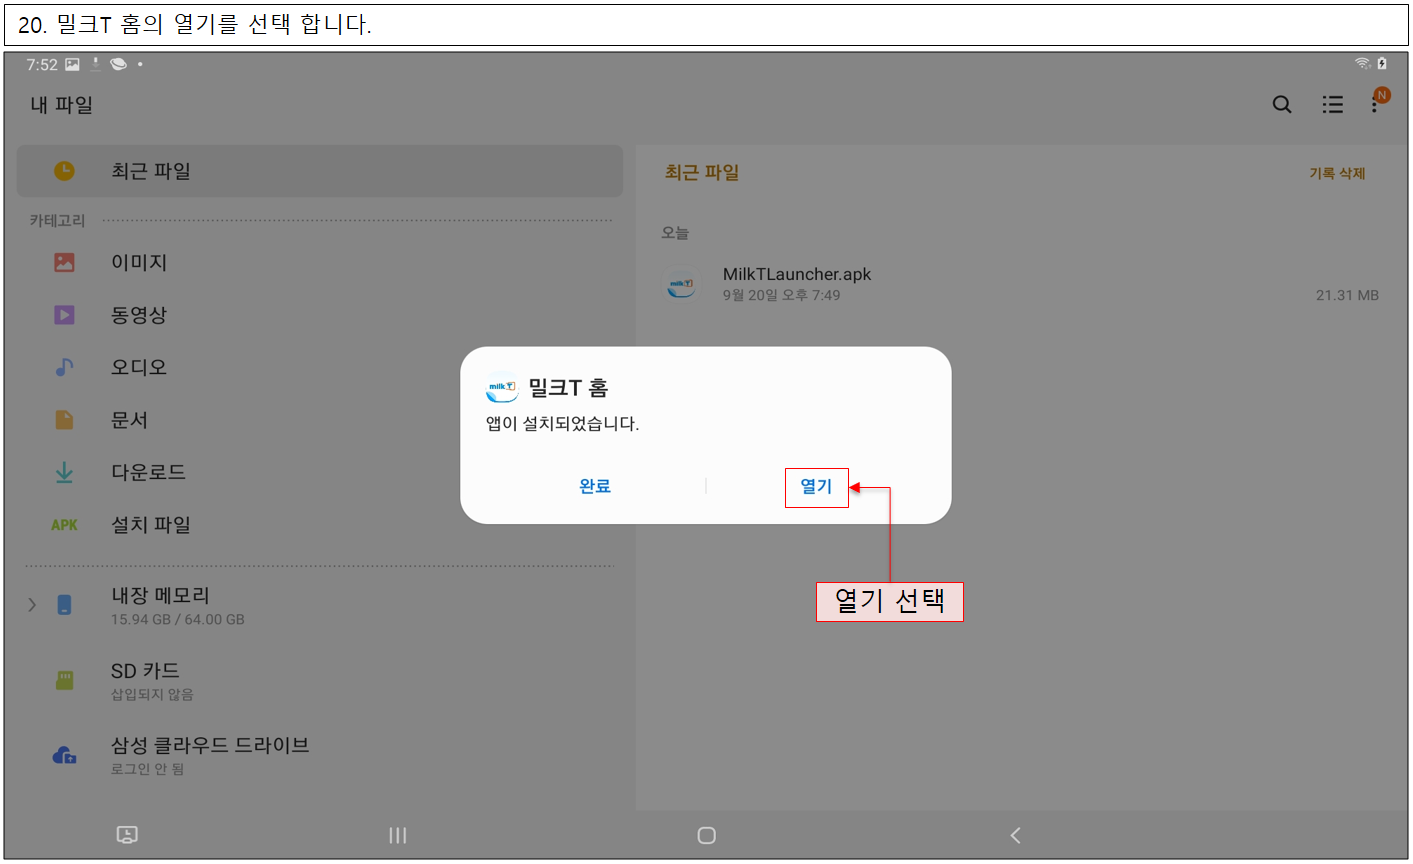 20. 밀크T 홈의 열기를 선택 합니다.
7:52
내 파일
N
최근 파일
카테고리
이미지
동영상
오디오
문서
다운로드
APK 설치 파일
내장 메모리
15.94 GB / 64.00 GB
SD 카드
삽입되지 않음
삼성 클라우드 드라이브
로그인 안 됨
최근 파일 기록 삭제
오늘
milk T
MilkTLauncher.apk
9월 20일 오후 7:49 21.31 MB
milk T 밀크T 홈
앱이 설치되었습니다.
완료 열기
열기 선택